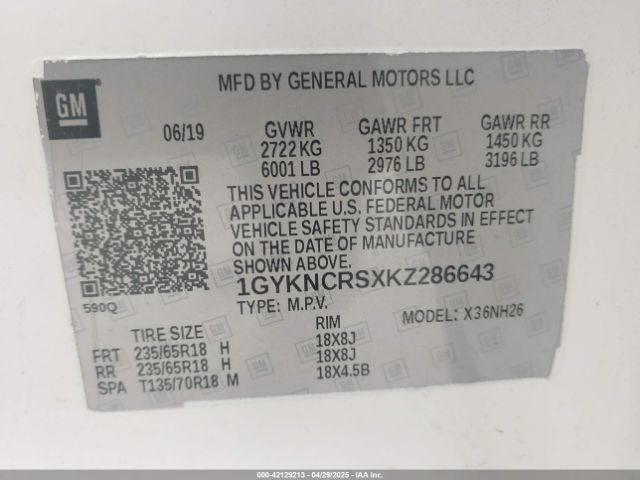 MFD BY GENERAL MOTORS LLC
GM
06/19 GVWR GAWR FRT GAWR RR
2722 KG 1350 KG 1450 KG
6001 LB 2976 LB 3196 LB
THIS VEHICLE CONFORMS TO ALL
APPLICABLE U.S. FEDERAL MOTOR
VEHICLE SAFETY STANDARDS IN EFFECT
ON THE DATE OF MANUFACTURE
SHOWN ABOVE.
1GYKNCRSXKZ286643
590Q
TYPE: M.P.V. MODEL: X36NH26
TIRE SIZE RIM
FRT 235/65R18 H 18X8J
RR 235/65R18 H 18X8J
SPA T135/70R18 M 18X4.5B
000-42129213 - 04/29/2025 - IAAI.COM